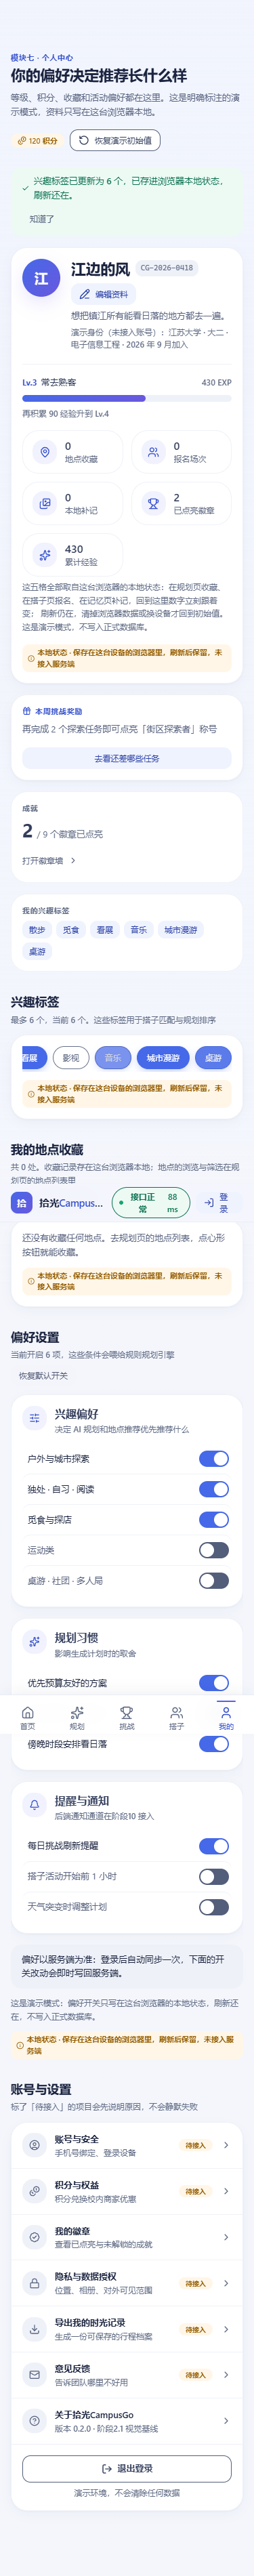 模块七 · 个人中心
你的偏好决定推荐长什么样
等级、积分、收藏和活动偏好都在这里。这是明确标注的演
示模式，资料只写在这台浏览器本地。
120 积分
恢复演示初始值
兴趣标签已更新为 6 个，已存进浏览器本地状态，
刷新还在。
知道了
江
江边的风
CG-2026-0418
编辑资料
想把镇江所有能看日落的地方都去一遍。
演示身份（未接入账号）：江苏大学 · 大二 ·
电子信息工程 · 2026 年 9 月加入
Lv.3 常去熟客
430 EXP
再积累 90 经验升到 Lv.4
0
地点收藏
0
报名场次
0
本地补记
2
已点亮徽章
430
累计经验
这五格全部取自这台浏览器的本地状态：在规划页收藏、
在搭子页报名、在记忆页补记，回到这里数字立刻跟着
变； 刷新仍在，清掉浏览器数据或换设备才回到初始值。
这是演示模式，不写入正式数据库。
本地状态 · 保存在这台设备的浏览器里，刷新后保留，未
接入服务端
本周挑战奖励
再完成 2 个探索任务即可点亮「街区探索者」称号
去看还差哪些任务
成就
2 / 9 个徽章已点亮
打开徽章墙
我的兴趣标签
散步
觅食
看展
音乐
城市漫游
桌游
兴趣标签
最多 6 个，当前 6 个。这些标签用于搭子匹配与规划排序
看展
影视
音乐
城市漫游
桌游
本地状态 · 保存在这台设备的浏览器里，刷新后保留，未
接入服务端
我的地点收藏
共 0 处。收藏记录存在这台浏览器本地；地点的浏览与筛选在规
划页的地点列表里
拾
拾光Campus...
接口正常
88 ms
登录
还没有收藏任何地点。去规划页的地点列表，点心形
按钮就能收藏。
本地状态 · 保存在这台设备的浏览器里，刷新后保留，未
接入服务端
偏好设置
当前开启 6 项，这些条件会喂给规则规划引擎
恢复默认开关
兴趣偏好
决定 AI 规划和地点推荐优先推荐什么
户外与城市探索
独处 · 自习 · 阅读
觅食与探店
运动类
桌游 · 社团 · 多人局
规划习惯
影响生成计划时的取舍
优先预算友好的方案
首页
规划
挑战
搭子
我的
傍晚时段安排看日落
提醒与通知
后端通知通道在阶段10 接入
每日挑战刷新提醒
搭子活动开始前 1 小时
天气突变时调整计划
偏好以服务端为准：登录后自动同步一次，下面的开
关改动会即时写回服务端。
这是演示模式：偏好开关只写在这台浏览器的本地状态，刷新还
在，不写入正式数据库。
本地状态 · 保存在这台设备的浏览器里，刷新后保留，未接入服
务端
账号与设置
标了「待接入」的项目会先说明原因，不会静默失败
账号与安全
手机号绑定、登录设备
待接入
积分与权益
积分兑换校内商家优惠
待接入
我的徽章
查看已点亮与未解锁的成就
隐私与数据授权
位置、相册、对外可见范围
待接入
导出我的时光记录
生成一份可保存的行程档案
待接入
意见反馈
告诉团队哪里不好用
待接入
关于拾光CampusGo
版本 0.2.0 · 阶段2.1 视觉基线
退出登录
演示环境，不会清除任何数据